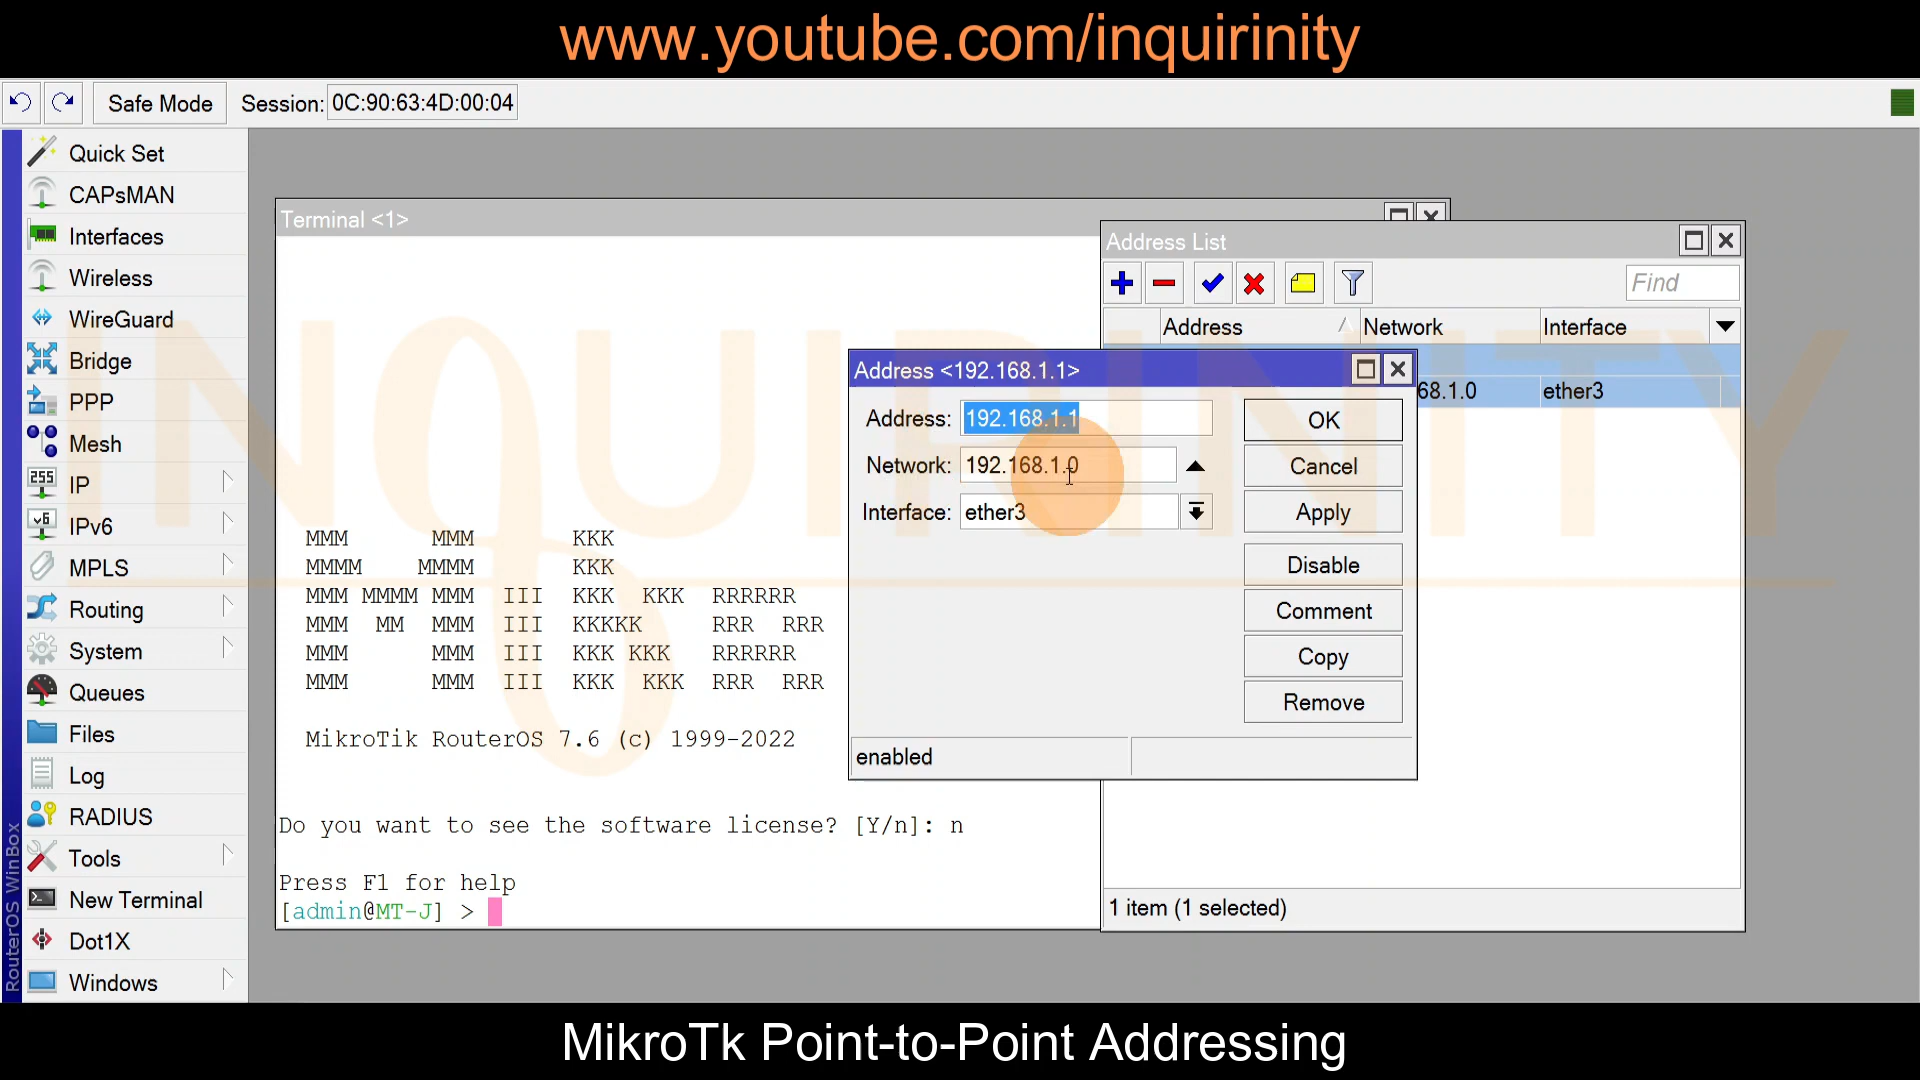 www.youtube.com/inquirinity
Safe Mode
Session: 0C:90:63:4D:00:04
Quick Set
CAPsMAN
Interfaces
Wireless
WireGuard
Bridge
PPP
Mesh
255 IP
v6 IPv6
MPLS
Routing
System
Queues
Files
Log
RADIUS
Tools
New Terminal
Dot1X
Windows
RouterOS WinBox
Terminal <1>
MMM      MMM       KKK
MMMM    MMMM       KKK
MMM MMMM MMM  III  KKK  KKK  RRRRRR
MMM  MM  MMM  III  KKKKK     RRR  RRR
MMM      MMM  III  KKK KKK   RRRRRR
MMM      MMM  III  KKK  KKK  RRR  RRR
MikroTik RouterOS 7.6 (c) 1999-2022
Do you want to see the software license? [Y/n]: n
Press F1 for help
[admin@MT-J] >
Address List
Find
Address Network Interface
68.1.0 ether3
1 item (1 selected)
Address <192.168.1.1>
Address: 192.168.1.1
Network: 192.168.1.0
Interface: ether3
OK
Cancel
Apply
Disable
Comment
Copy
Remove
enabled
INQUIRINITY
MikroTk Point-to-Point Addressing